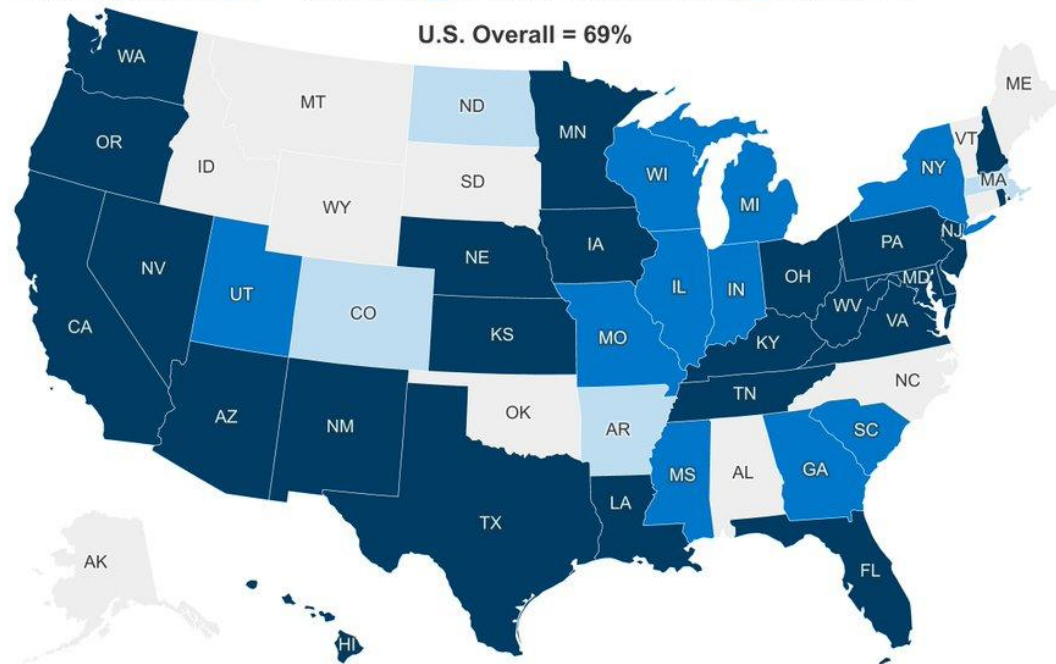 U.S. Overall = 69%
WA
ME
MT
ND
MN
VT
OR
ID
WI
NY
MA
SD
MI
WY
IA
PA
NJ
NE
NV
OH
MD
IL
IN
UT
WV
VA
CO
CA
KS
MO
KY
NC
TN
OK
AZ
NM
AR
SC
MS
AL
GA
LA
TX
AK
FL
HI